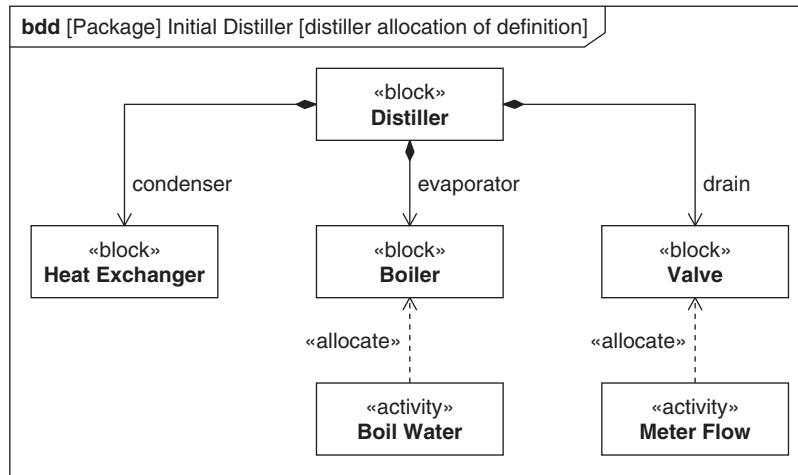 bdd [Package] Initial Distiller [distiller allocation of definition]
«block»
Distiller
condenser
evaporator
drain
«block»
Heat Exchanger
«block»
Boiler
«block»
Valve
«allocate»
«allocate»
«activity»
Boil Water
«activity»
Meter Flow